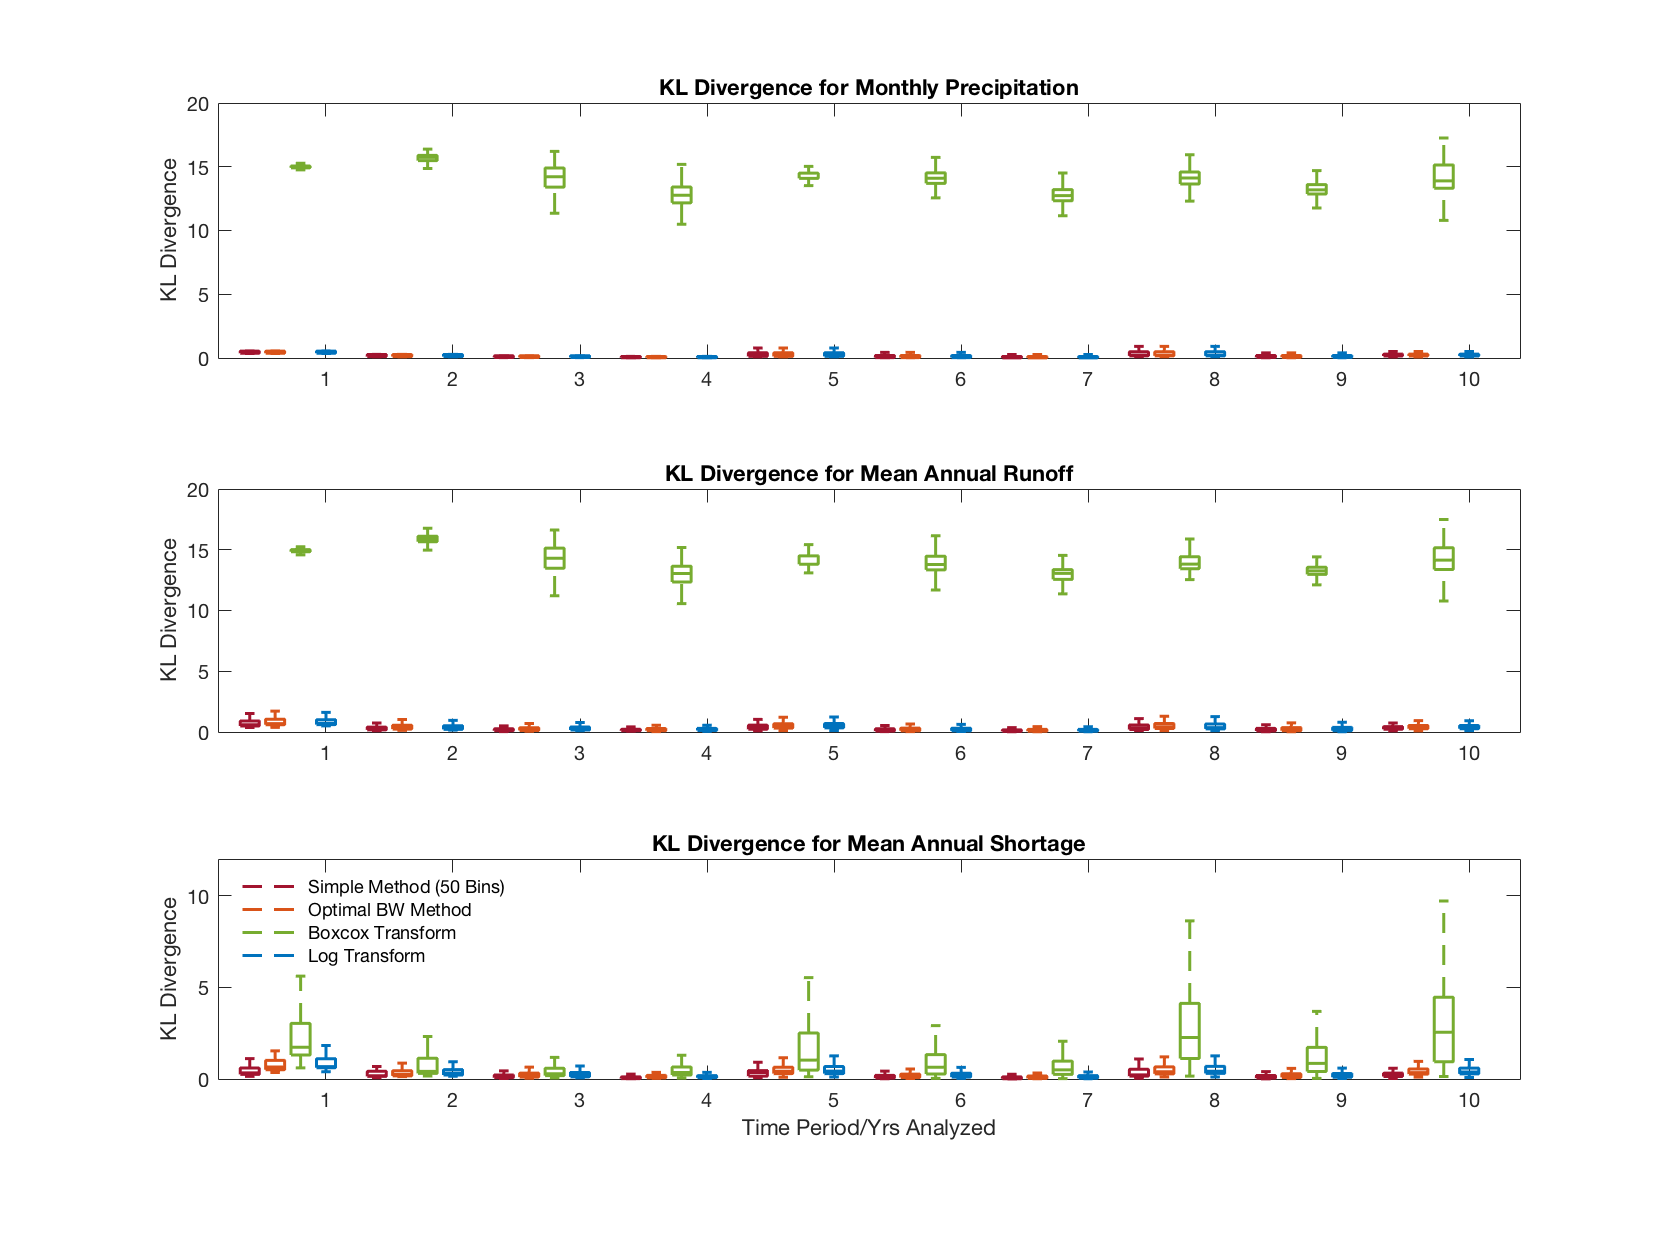 KL Divergence for Monthly Precipitation
20
15
10
5
0
KL Divergence
1 2 3 4 5 6 7 8 9 10
KL Divergence for Mean Annual Runoff
20
15
10
5
0
KL Divergence
1 2 3 4 5 6 7 8 9 10
KL Divergence for Mean Annual Shortage
10
5
0
KL Divergence
Simple Method (50 Bins)
Optimal BW Method
Boxcox Transform
Log Transform
1 2 3 4 5 6 7 8 9 10
Time Period/Yrs Analyzed